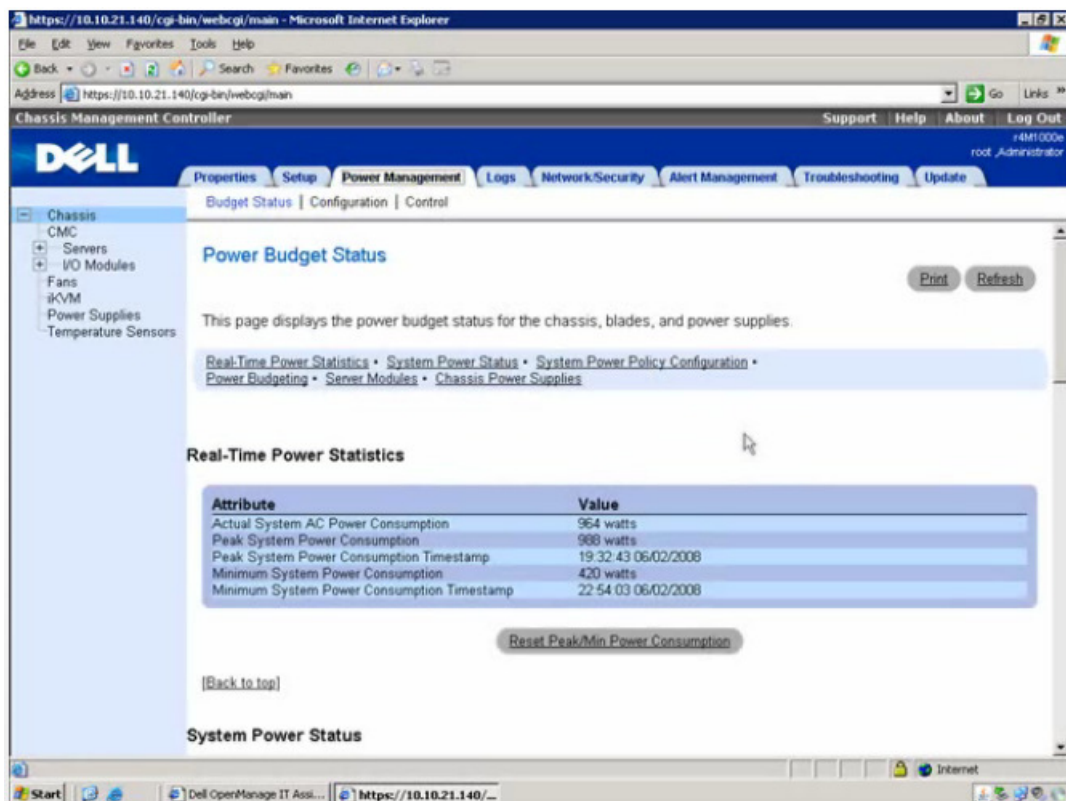 https://10.10.21.140/cgi-bin/webcgi/main - Microsoft Internet Explorer
File Edit View Favorites Tools Help
Back Search Favorites
Address https://10.10.21.140/cgi-bin/webcgi/main Go Links »
Chassis Management Controller Support Help About Log Out
DELL
r4M1000e
root ,Administrator
Properties Setup Power Management Logs Network/Security Alert Management Troubleshooting Update
Budget Status | Configuration | Control
Chassis
CMC
Servers
I/O Modules
Fans
iKVM
Power Supplies
Temperature Sensors
Power Budget Status
Print Refresh
This page displays the power budget status for the chassis, blades, and power supplies.
Real-Time Power Statistics • System Power Status • System Power Policy Configuration •
Power Budgeting • Server Modules • Chassis Power Supplies
Real-Time Power Statistics
Attribute Value
Actual System AC Power Consumption 964 watts
Peak System Power Consumption 988 watts
Peak System Power Consumption Timestamp 19:32:43 06/02/2008
Minimum System Power Consumption 420 watts
Minimum System Power Consumption Timestamp 22:54:03 06/02/2008
Reset Peak/Min Power Consumption
[Back to top]
System Power Status
Internet
Start Dell OpenManage IT Assi... https://10.10.21.140/...